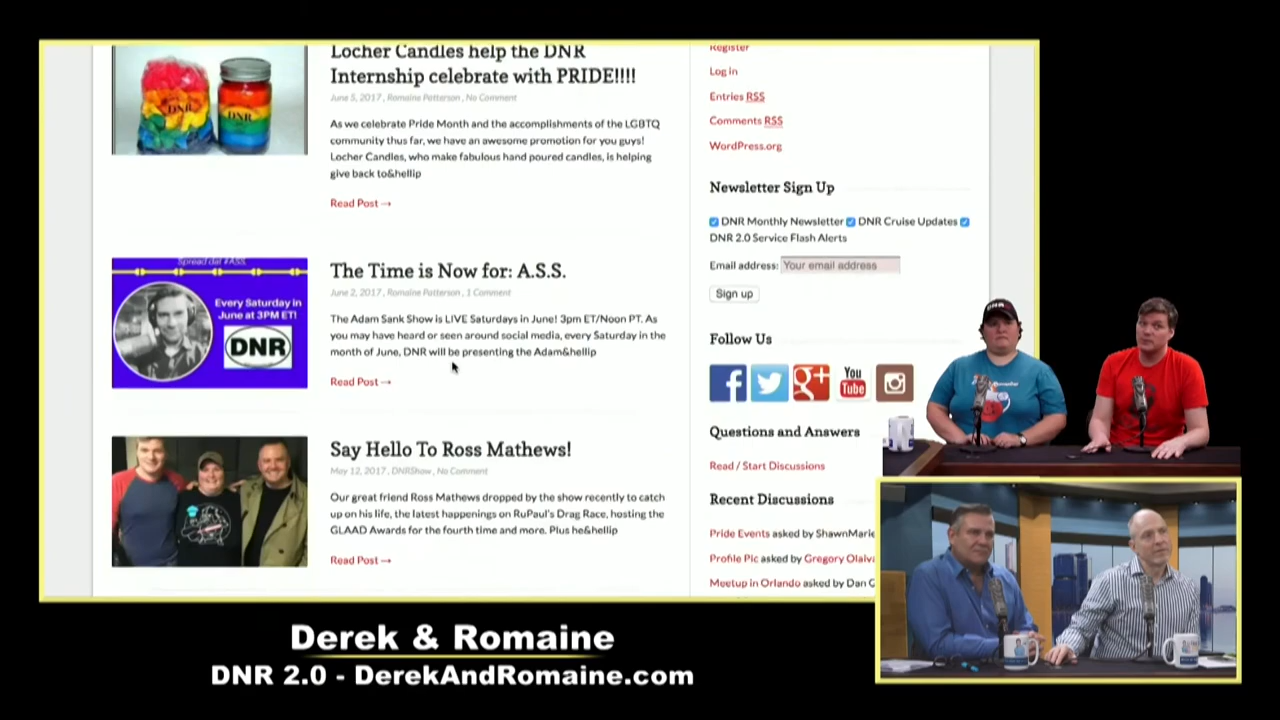 Locher Candles help the DNR
Internship celebrate with PRIDE!!!!
June 5, 2017 , Romaine Patterson , No Comment
As we celebrate Pride Month and the accomplishments of the LGBTQ
community thus far, we have an awesome promotion for you guys!
Locher Candles, who make fabulous hand poured candles, is helping
give back to&hellip
Read Post →
DNR
DNR
Spread dat #ASS.
Every Saturday in
June at 3PM ET!
DNR
The Time is Now for: A.S.S.
June 2, 2017 , Romaine Patterson , 1 Comment
The Adam Sank Show is LIVE Saturdays in June! 3pm ET/Noon PT. As
you may have heard or seen around social media, every Saturday in the
month of June, DNR will be presenting the Adam&hellip
Read Post →
Say Hello To Ross Mathews!
May 12, 2017 , DNRShow , No Comment
Our great friend Ross Mathews dropped by the show recently to catch
up on his life, the latest happenings on RuPaul's Drag Race, hosting the
GLAAD Awards for the fourth time and more. Plus he&hellip
Read Post →
Register
Log in
Entries RSS
Comments RSS
WordPress.org
Newsletter Sign Up
DNR Monthly Newsletter DNR Cruise Updates
DNR 2.0 Service Flash Alerts
Email address: Your email address
Sign up
Follow Us
You
Tube
Questions and Answers
Read / Start Discussions
Recent Discussions
Pride Events asked by ShawnMarie
Profile Pic asked by Gregory Olaiva
Meetup in Orlando asked by Dan G
DNR
Derek & Romaine
DNR 2.0 - DerekAndRomaine.com